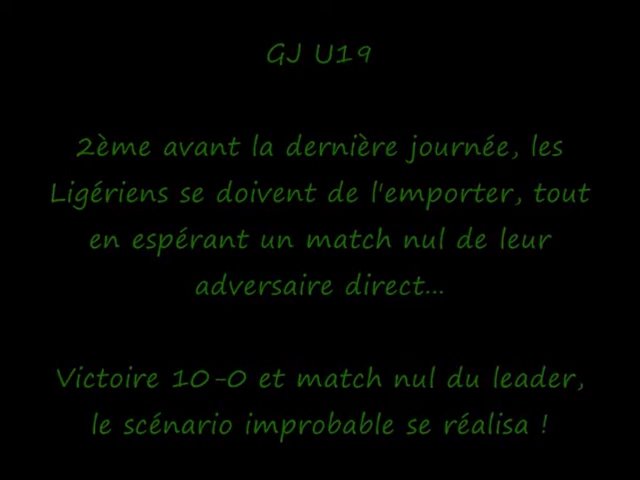 GJ U19
2ème avant la dernière journée, les
Ligériens se doivent de l'emporter, tout
en espérant un match nul de leur
adversaire direct...
Victoire 10-0 et match nul du leader,
le scénario improbable se réalisa !